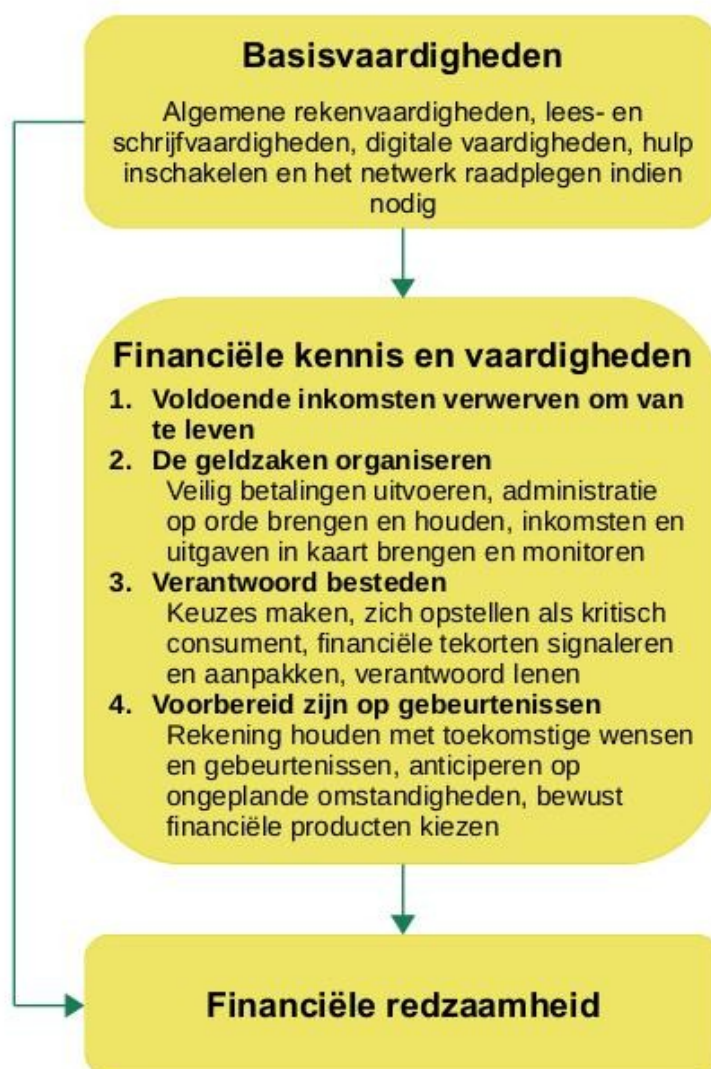 Basisvaardigheden
Algemene rekenvaardigheden, lees- en
schrijfvaardigheden, digitale vaardigheden, hulp
inschakelen en het netwerk raadplegen indien
nodig
Financiële kennis en vaardigheden
1. Voldoende inkomsten verwerven om van
te leven
2. De geldzaken organiseren
Veilig betalingen uitvoeren, administratie
op orde brengen en houden, inkomsten en
uitgaven in kaart brengen en monitoren
3. Verantwoord besteden
Keuzes maken, zich opstellen als kritisch
consument, financiële tekorten signaleren
en aanpakken, verantwoord lenen
4. Voorbereid zijn op gebeurtenissen
Rekening houden met toekomstige wensen
en gebeurtenissen, anticiperen op
ongeplande omstandigheden, bewust
financiële producten kiezen
Financiële redzaamheid